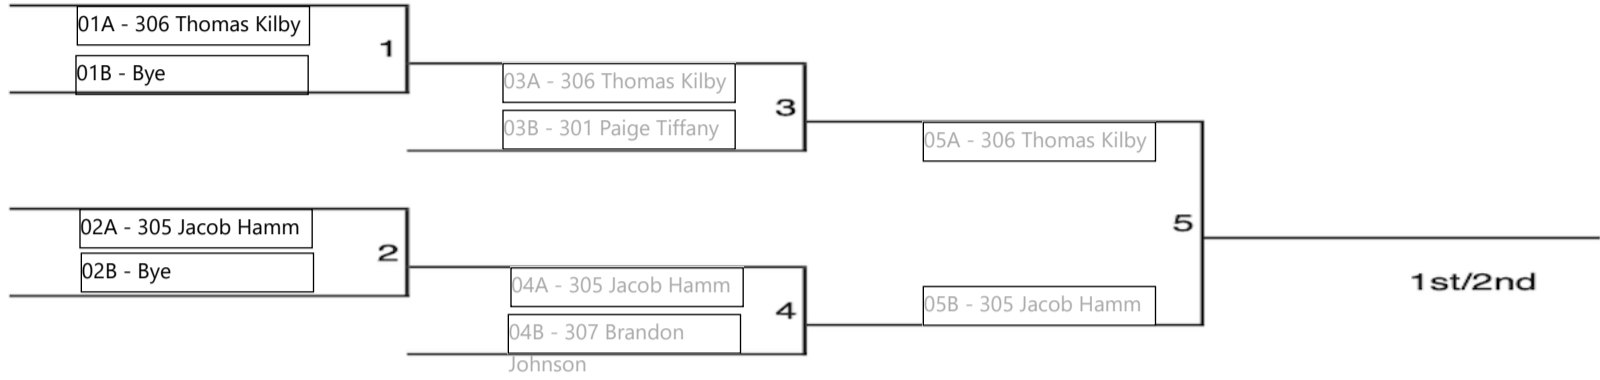 01A - 306 Thomas Kilby
1
01B - Bye
03A - 306 Thomas Kilby
3
03B - 301 Paige Tiffany
05A - 306 Thomas Kilby
02A - 305 Jacob Hamm
5
2
02B - Bye
04A - 305 Jacob Hamm
1st/2nd
4
05B - 305 Jacob Hamm
04B - 307 Brandon
Johnson